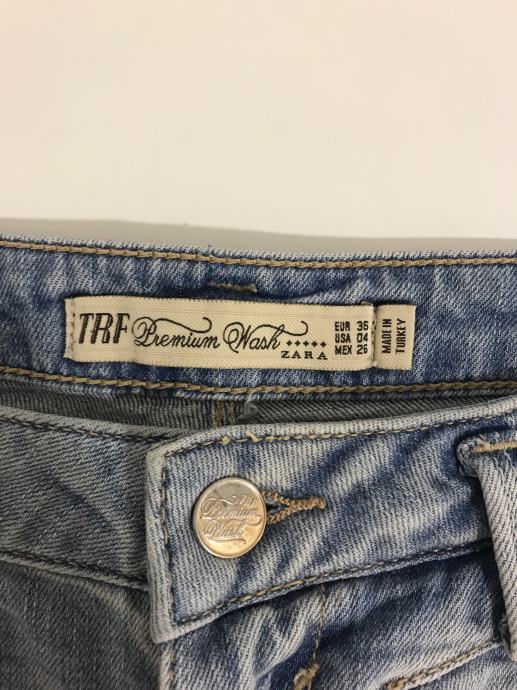 TRF Premium Wash
ZARA
EUR 36
USA 04
MEX 26
MADE IN
TURKEY
Premium
Wash